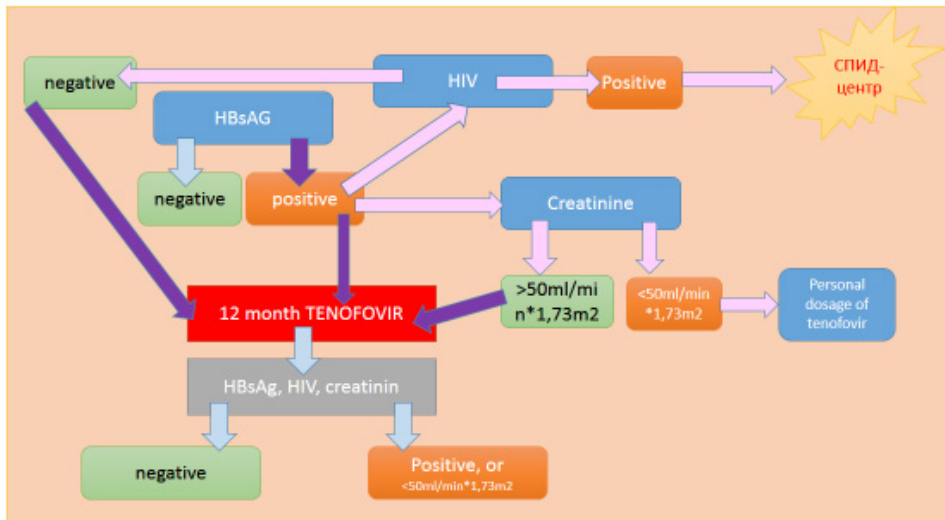 negative
HIV
Positive
СПИД-
центр
HBsAG
negative
positive
Creatinine
12 month TENOFOVIR
>50ml/mi
n*1,73m2
<50ml/min
*1,73m2
Personal
dosage of
tenofovir
HBsAg, HIV, creatinin
negative
Positive, or
<50ml/min*1,73m2